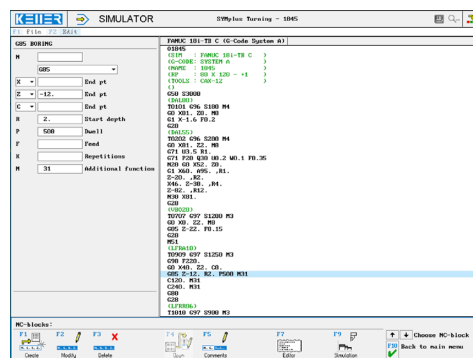 KELLER
SIMULATOR
SYMplus Turning - 1045
F1 File F2 Edit
FANUC 18i-TB C (G-Code System A)
G85 BORING
N
G85
X End pt
Z -12. End pt
C End pt
R 2. Start depth
P 500 Dwell
F Feed
K Repetitions
M 31 Additional function
O1045
(SIM : FANUC 18i-TB C )
(G-CODE: SYSTEM A )
(NAME : 1045 )
(RP : 80 X 120 - +1 )
(TOOLS : CAX-12 )
()
G50 S3000
(DAL80)
T0101 G96 S180 M4
G0 X81. Z0. M8
G1 X-1.6 F0.2
G28
(DAL55)
T0202 G96 S200 M4
G0 X81. Z2. M8
G71 U3.5 R1.
G71 P20 Q30 U0.2 W0.1 F0.35
N20 G0 X52. Z0.
G1 X60. A95. ,R1.
Z-20. ,R2.
X46. Z-30. ,R4.
Z-82. ,R12.
N30 X81.
G28
(VBO20)
T0707 G97 S1200 M3
G0 X0. Z2. M8
G85 Z-22. F0.15
G28
M51
(LFRA10)
T0909 G97 S1250 M3
G98 F220.
G0 X40. Z2. C0.
G85 Z-12. R2. P500 M31
C120. M31
C240. M31
G80
G28
(LFRR06)
T1010 G97 S900 M3
NC-blocks:
F1 Create
F2 Modify
F3 Delete
F4
F5 Comments
F7 Editor
F9 Simulation
Choose NC-block
F10 Back to main menu